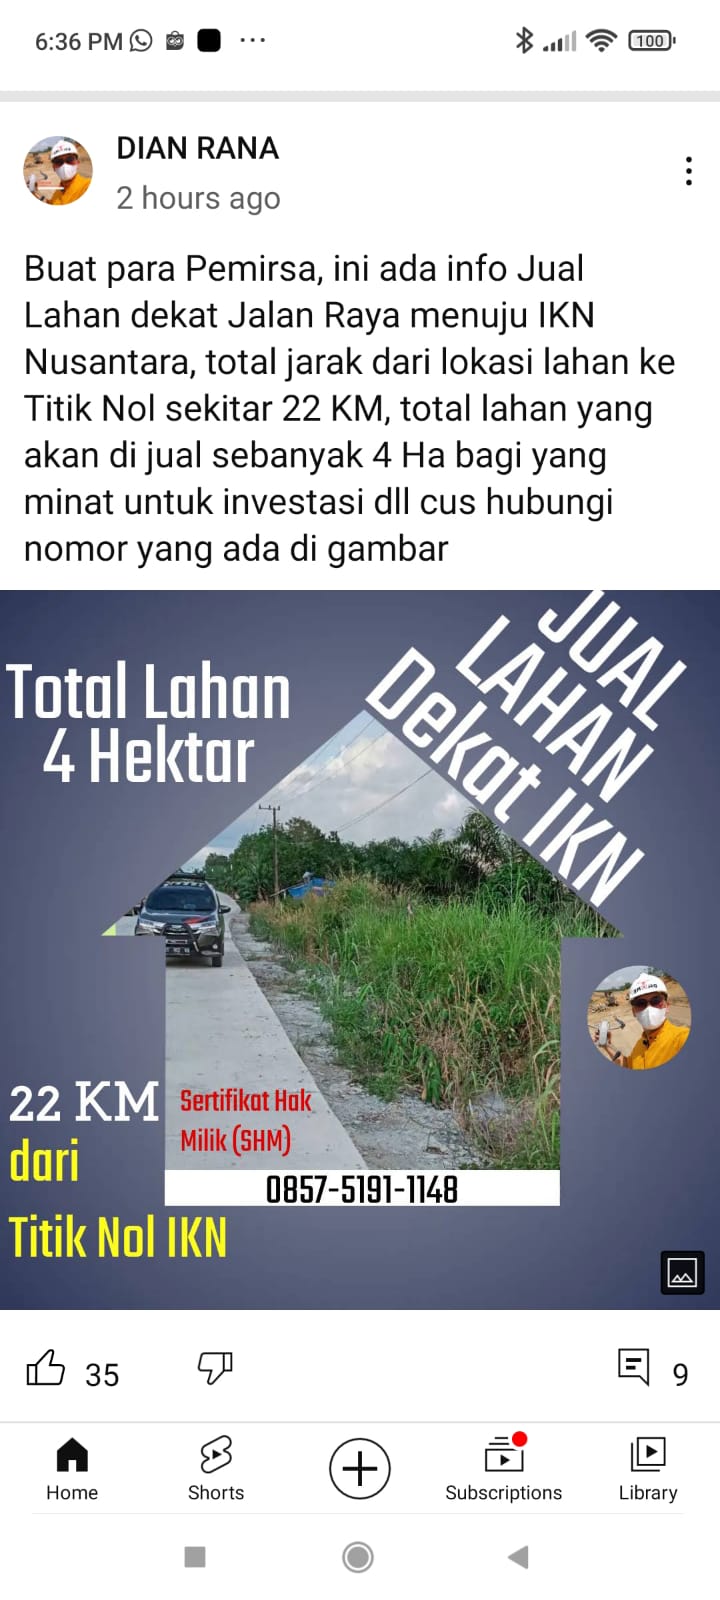 6:36 PM
100
DIAN RANA
2 hours ago
Buat para Pemirsa, ini ada info Jual
Lahan dekat Jalan Raya menuju IKN
Nusantara, total jarak dari lokasi lahan ke
Titik Nol sekitar 22 KM, total lahan yang
akan di jual sebanyak 4 Ha bagi yang
minat untuk investasi dll cus hubungi
nomor yang ada di gambar
JUAL
LAHAN
Dekat IKN
Total Lahan
4 Hektar
22 KM
dari
Titik Nol IKN
Sertifikat Hak
Milik (SHM)
0857-5191-1148
35
9
Home
Shorts
Subscriptions
Library